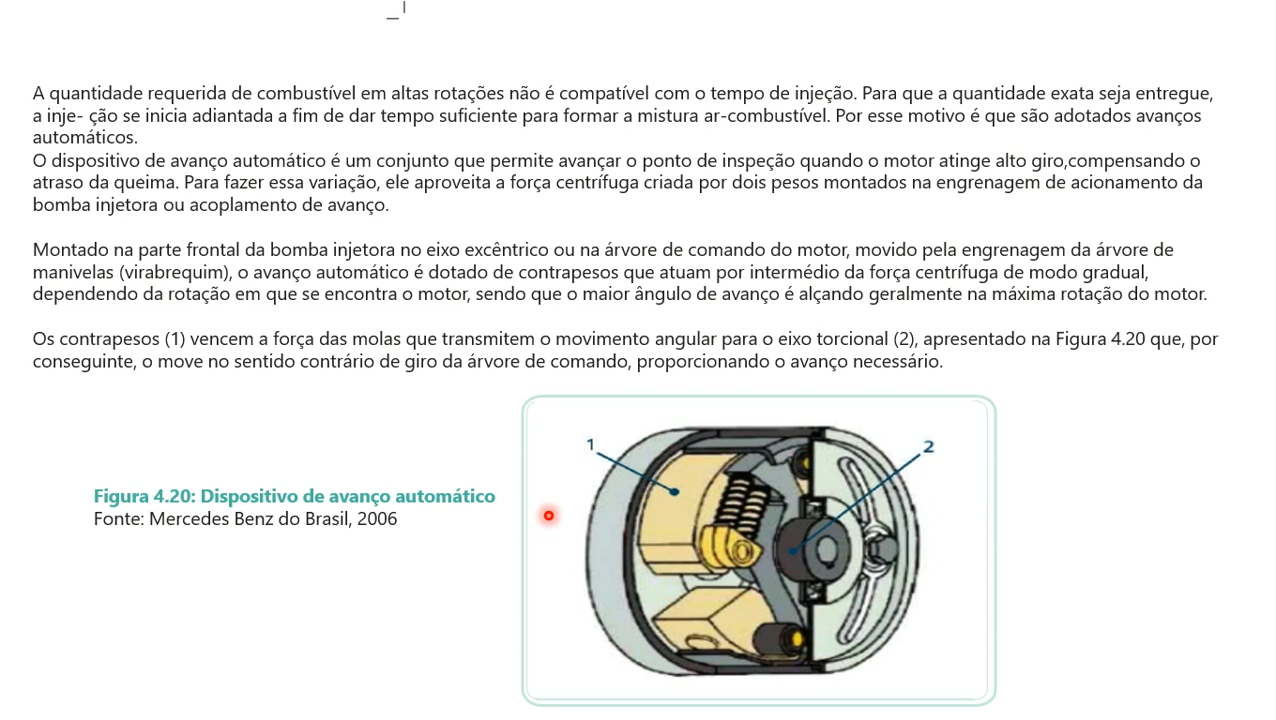 A quantidade requerida de combustível em altas rotações não é compatível com o tempo de injeção. Para que a quantidade exata seja entregue,
a inje- ção se inicia adiantada a fim de dar tempo suficiente para formar a mistura ar-combustível. Por esse motivo é que são adotados avanços
automáticos.
O dispositivo de avanço automático é um conjunto que permite avançar o ponto de inspeção quando o motor atinge alto giro,compensando o
atraso da queima. Para fazer essa variação, ele aproveita a força centrífuga criada por dois pesos montados na engrenagem de acionamento da
bomba injetora ou acoplamento de avanço.
Montado na parte frontal da bomba injetora no eixo excêntrico ou na árvore de comando do motor, movido pela engrenagem da árvore de
manivelas (virabrequim), o avanço automático é dotado de contrapesos que atuam por intermédio da força centrífuga de modo gradual,
dependendo da rotação em que se encontra o motor, sendo que o maior ângulo de avanço é alçando geralmente na máxima rotação do motor.
Os contrapesos (1) vencem a força das molas que transmitem o movimento angular para o eixo torcional (2), apresentado na Figura 4.20 que, por
conseguinte, o move no sentido contrário de giro da árvore de comando, proporcionando o avanço necessário.
1
2
Figura 4.20: Dispositivo de avanço automático
Fonte: Mercedes Benz do Brasil, 2006